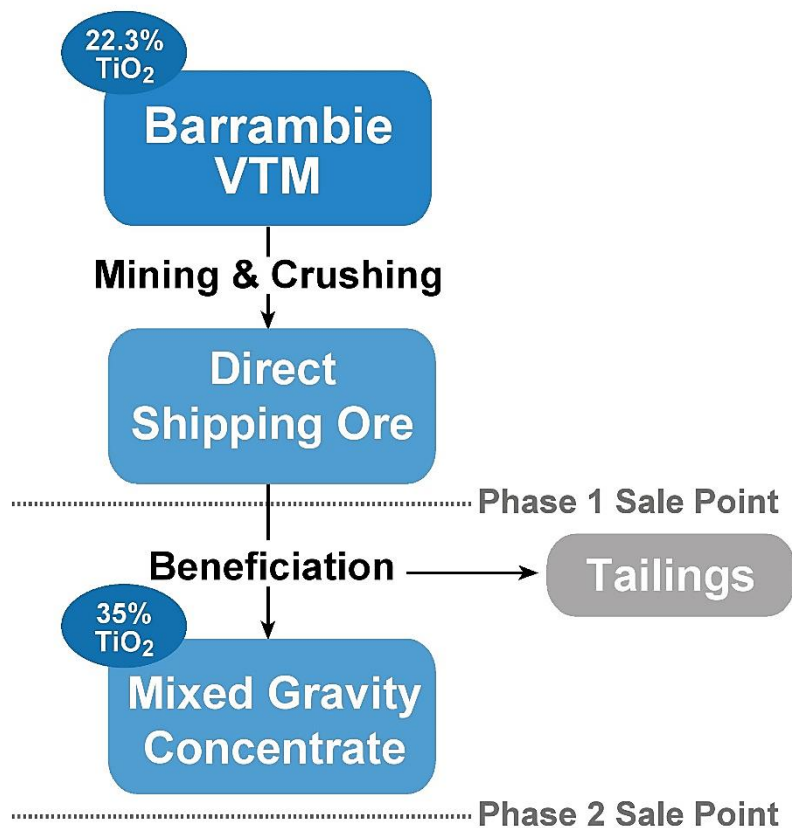 22.3%
TiO₂
Barrambie
VTM
Mining & Crushing
Direct
Shipping Ore
Phase 1 Sale Point
Beneficiation
Tailings
35%
TiO₂
Mixed Gravity
Concentrate
Phase 2 Sale Point